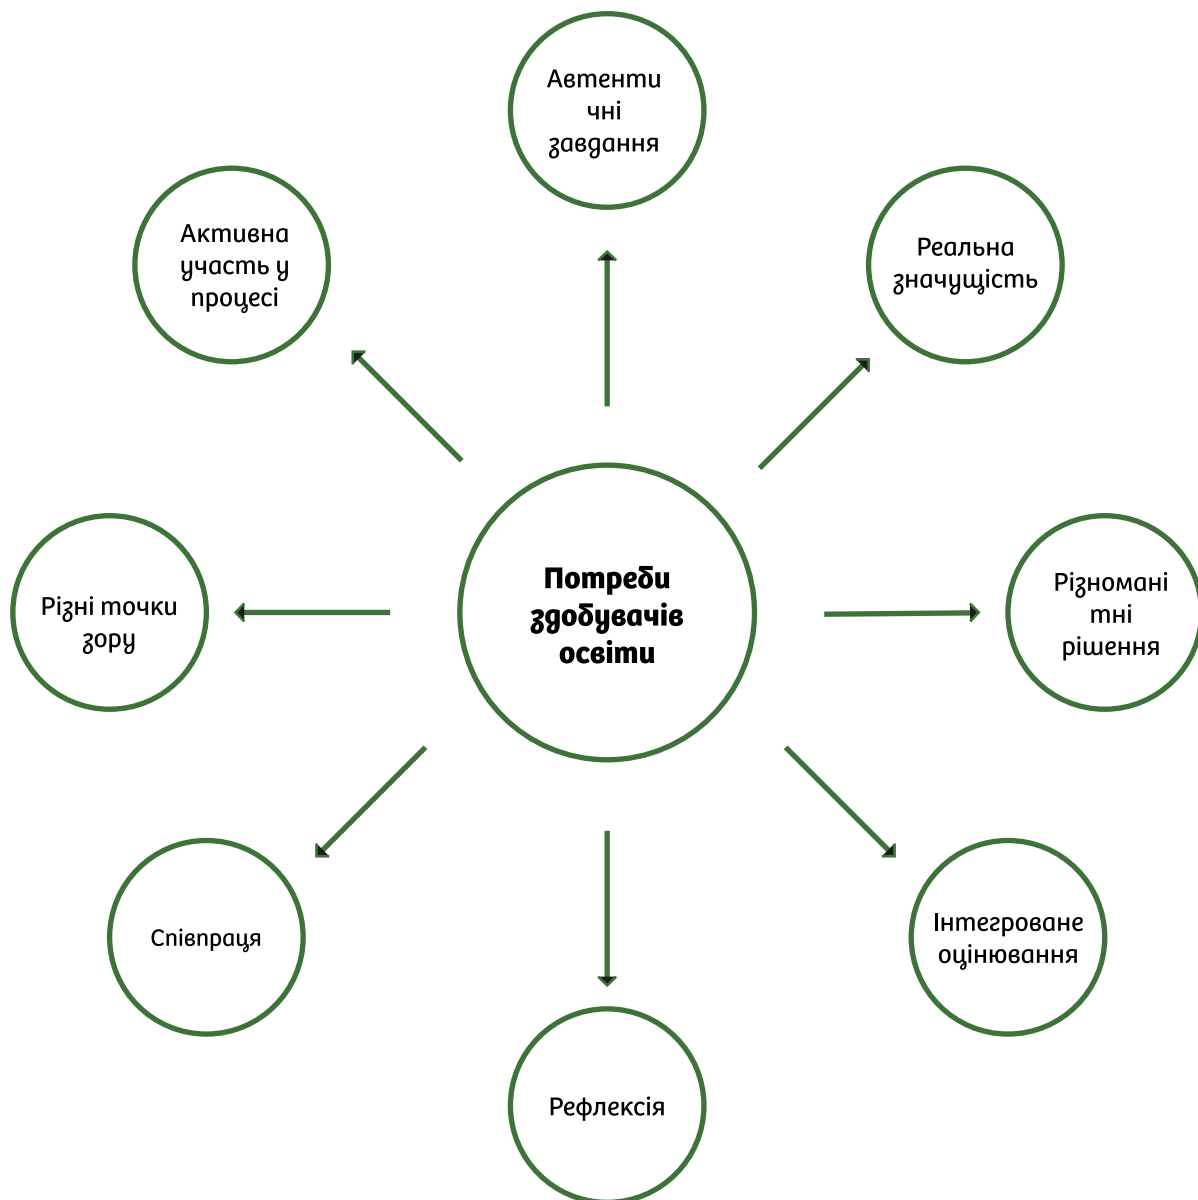 Автенти
чні
завдання
Активна
участь у
процесі
Реальна
значущість
Потреби
здобувачів
освіти
Різні точки
зору
Різномані
тні
рішення
Співпраця
Інтегроване
оцінювання
Рефлексія